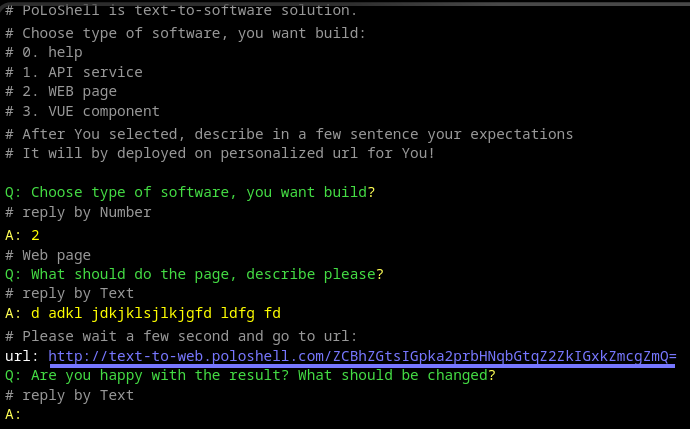 # PoLoShell is text-to-software solution.
# Choose type of software, you want build:
# 0. help
# 1. API service
# 2. WEB page
# 3. VUE component
# After You selected, describe in a few sentence your expectations
# It will by deployed on personalized url for You!
Q: Choose type of software, you want build?
# reply by Number
A: 2
# Web page
Q: What should do the page, describe please?
# reply by Text
A: d adkl jdkjklsjlkjgfd ldfg fd
# Please wait a few second and go to url:
url: http://text-to-web.poloshell.com/ZCBhZGtsIGpka2prbHNqbGtqZ2ZkIGxkZmcgZmQ=
Q: Are you happy with the result? What should be changed?
# reply by Text
A: